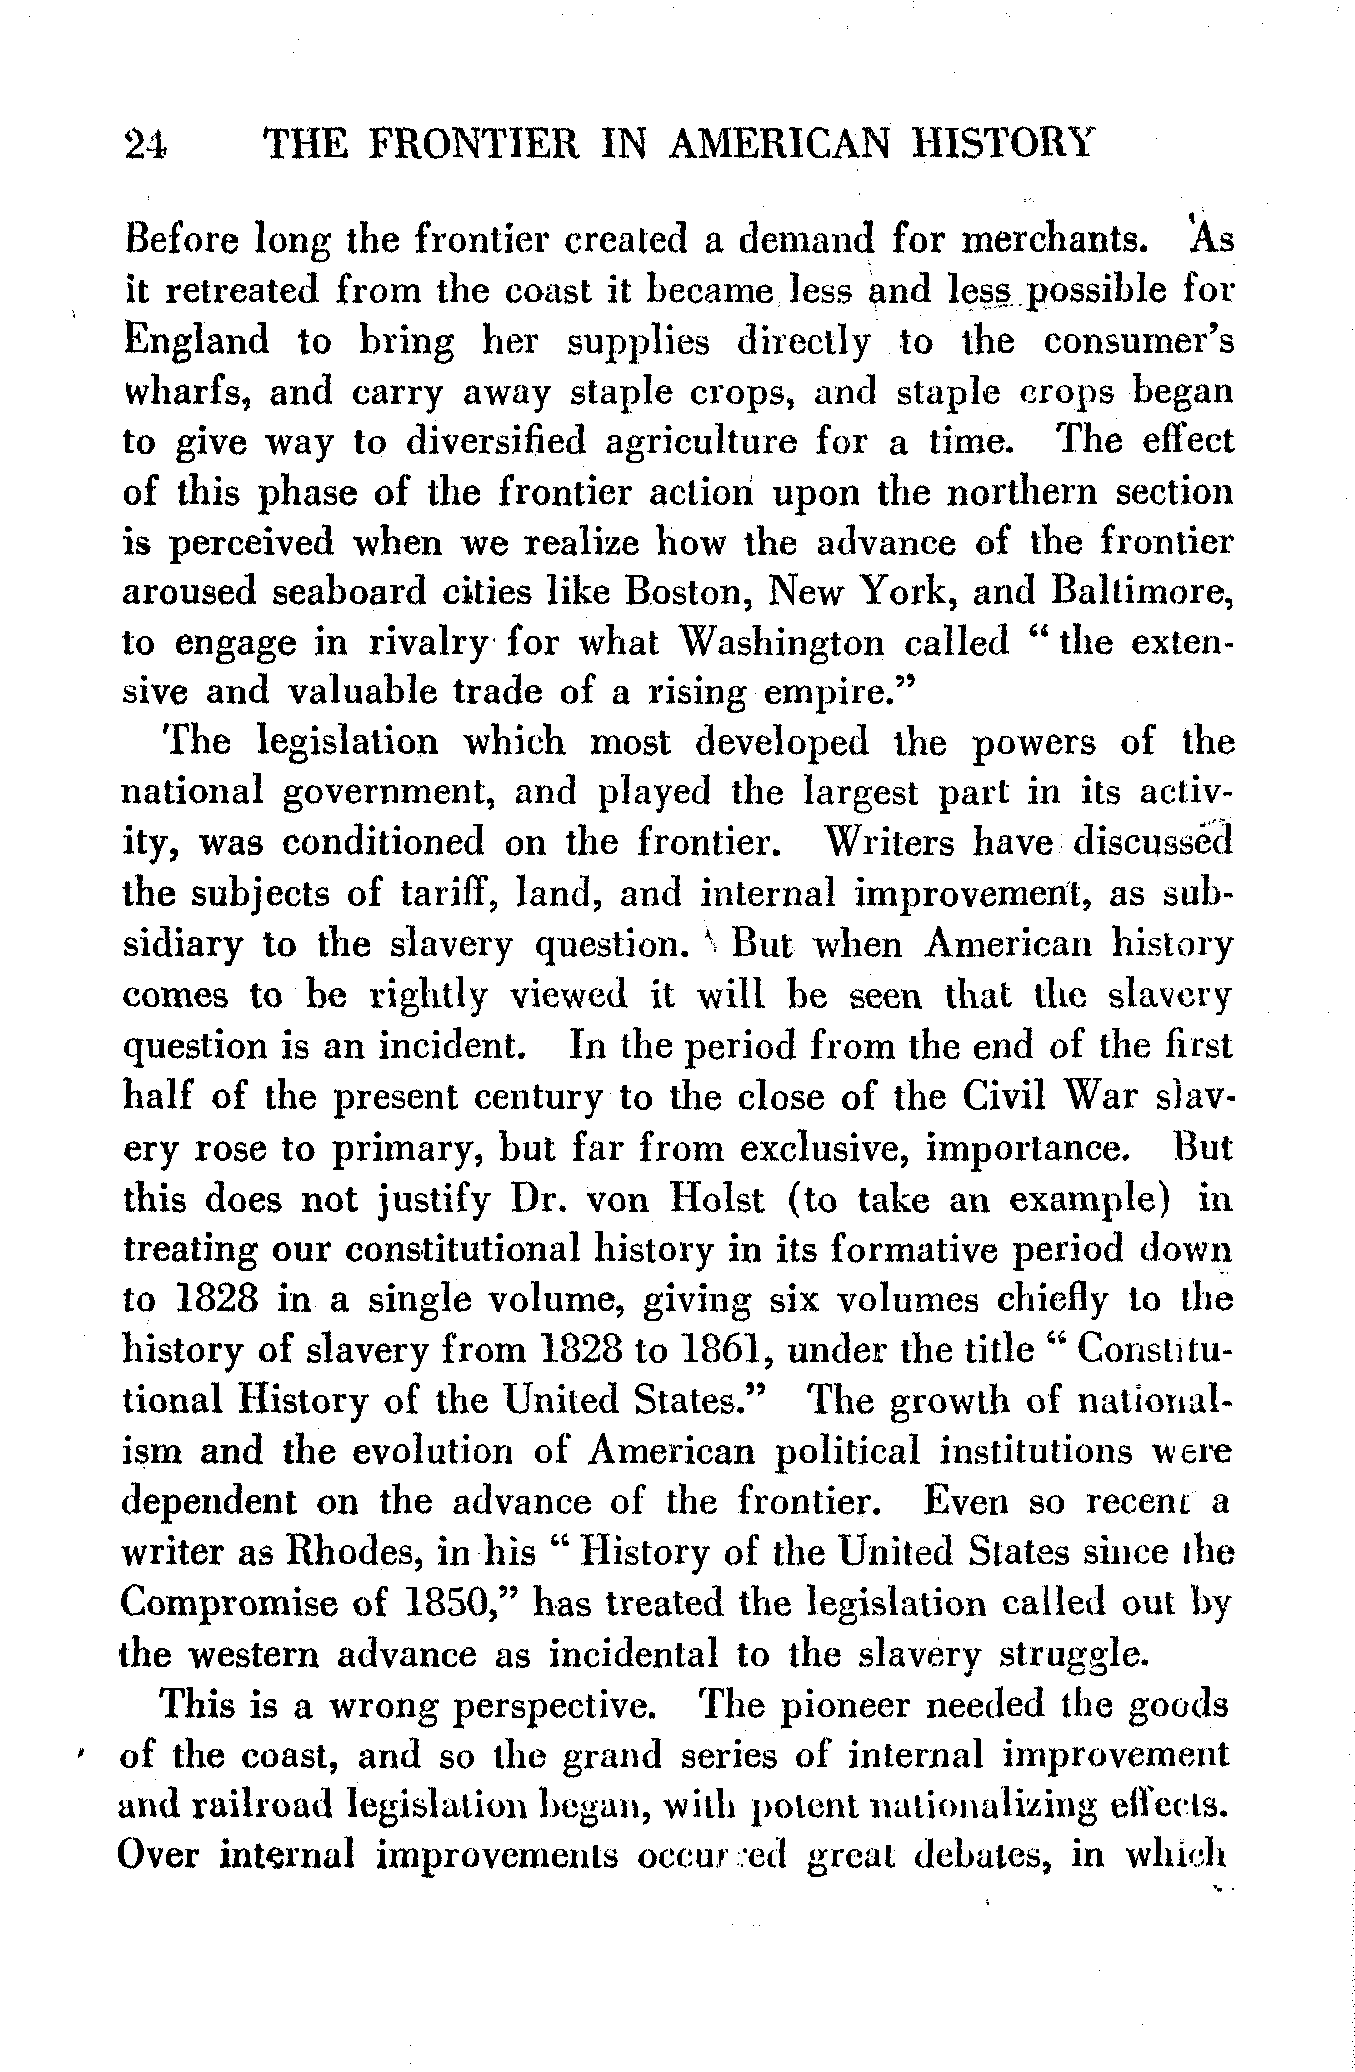 24 THE FRONTIER IN AMERICAN HISTORY
Before long the frontier created a demand for merchants. As
it retreated from the coast it became less and less possible for
England to bring her supplies directly to the consumer's
wharfs, and carry away staple crops, and staple crops began
to give way to diversified agriculture for a time. The effect
of this phase of the frontier action upon the northern section
is perceived when we realize how the advance of the frontier
aroused seaboard cities like Boston, New York, and Baltimore,
to engage in rivalry for what Washington called “ the exten-
sive and valuable trade of a rising empire.”
The legislation which most developed the powers of the
national government, and played the largest part in its activ-
ity, was conditioned on the frontier. Writers have discussed
the subjects of tariff, land, and internal improvement, as sub-
sidiary to the slavery question. But when American history
comes to be rightly viewed it will be seen that the slavery
question is an incident. In the period from the end of the first
half of the present century to the close of the Civil War slav-
ery rose to primary, but far from exclusive, importance. But
this does not justify Dr. von Holst (to take an example) in
treating our constitutional history in its formative period down
to 1828 in a single volume, giving six volumes chiefly to the
history of slavery from 1828 to 1861, under the title “ Constitu-
tional History of the United States.” The growth of national-
ism and the evolution of American political institutions were
dependent on the advance of the frontier. Even so recent a
writer as Rhodes, in his “ History of the United States since the
Compromise of 1850,” has treated the legislation called out by
the western advance as incidental to the slavery struggle.
This is a wrong perspective. The pioneer needed the goods
of the coast, and so the grand series of internal improvement
and railroad legislation began, with potent nationalizing effects.
Over internal improvements occurred great debates, in which